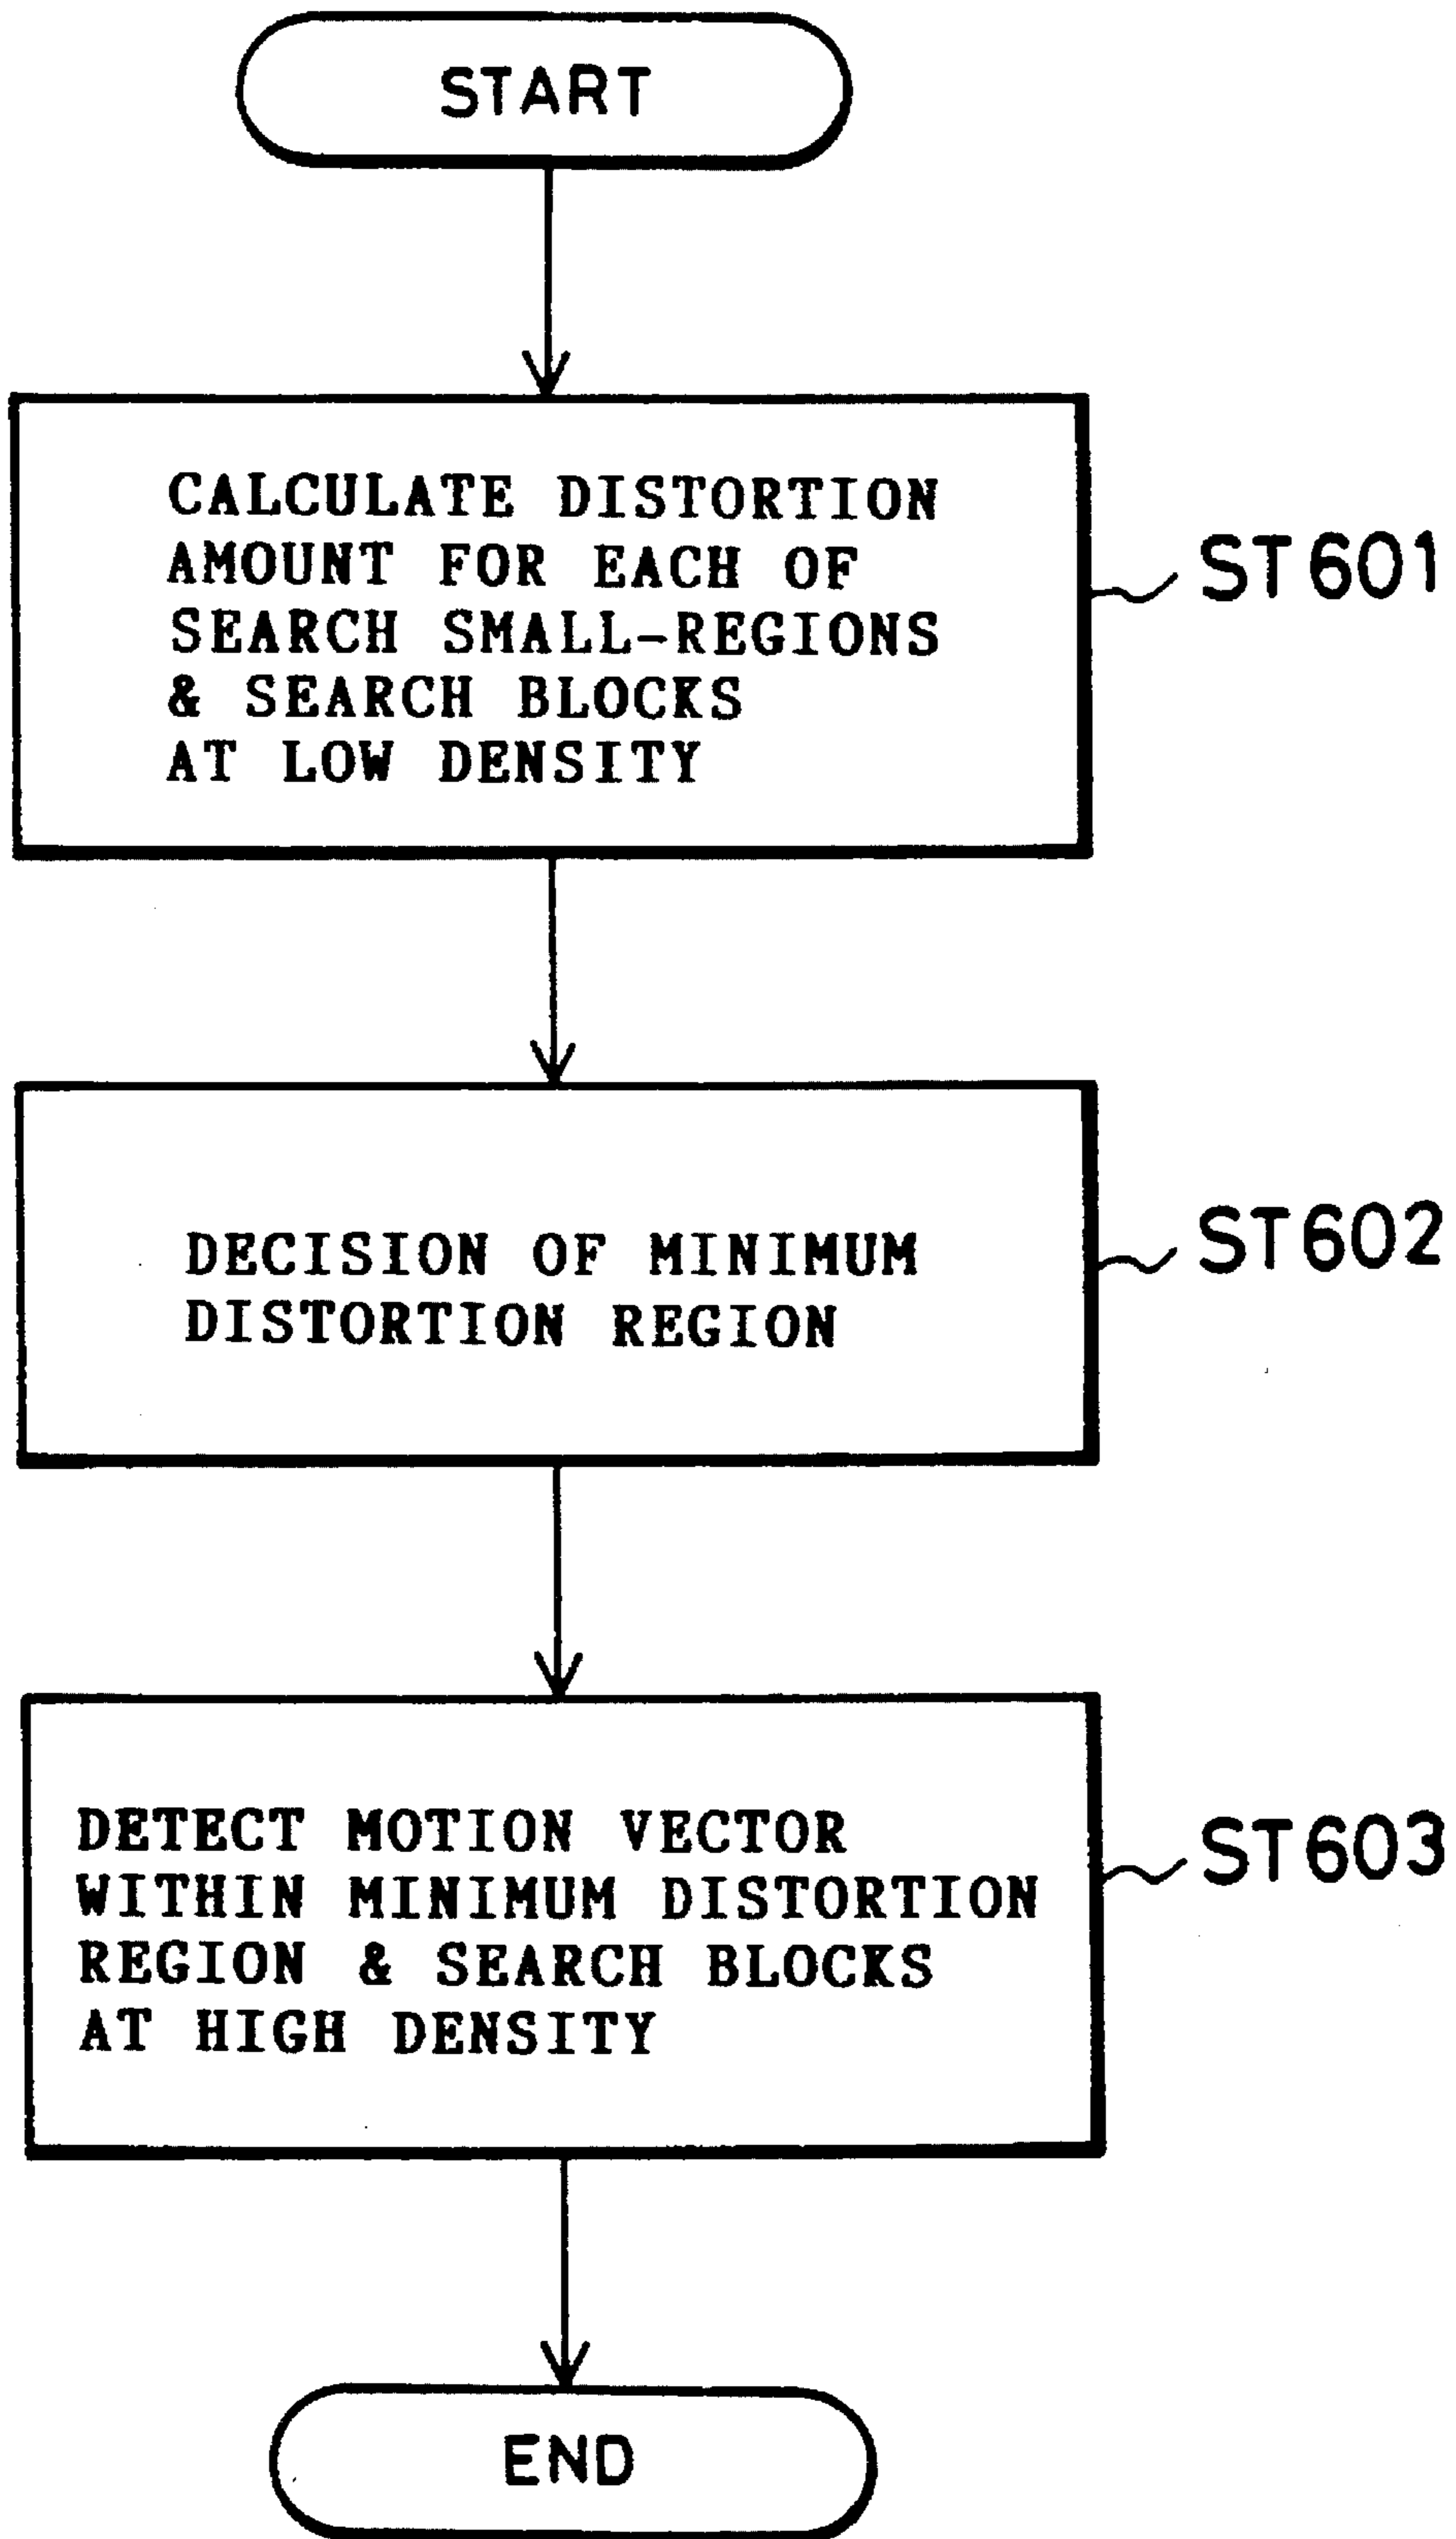 START
CALCULATE DISTORTION
AMOUNT FOR EACH OF
SEARCH SMALL-REGIONS
& SEARCH BLOCKS
AT LOW DENSITY
ST601
DECISION OF MINIMUM
DISTORTION REGION
ST602
DETECT MOTION VECTOR
WITHIN MINIMUM DISTORTION
REGION & SEARCH BLOCKS
AT HIGH DENSITY
ST603
END